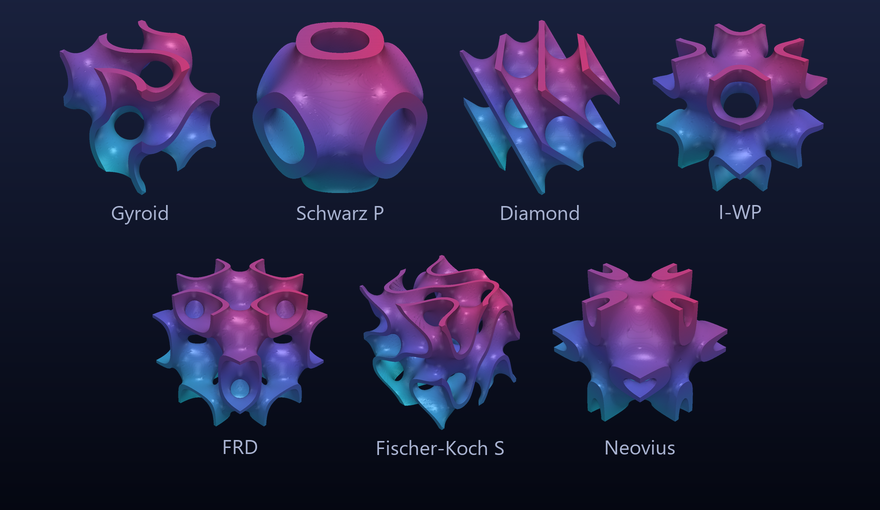 Gyroid
Schwarz P
Diamond
I-WP
FRD
Fischer-Koch S
Neovius